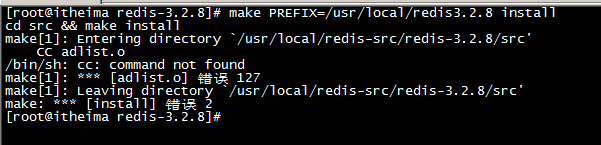 [root@itheima redis-3.2.8]# make PREFIX=/usr/local/redis3.2.8 install
cd src && make install
make[1]: Entering directory `/usr/local/redis-src/redis-3.2.8/src'
    CC adlist.o
/bin/sh: cc: command not found
make[1]: *** [adlist.o] 错误 127
make[1]: Leaving directory `/usr/local/redis-src/redis-3.2.8/src'
make: *** [install] 错误 2
[root@itheima redis-3.2.8]#